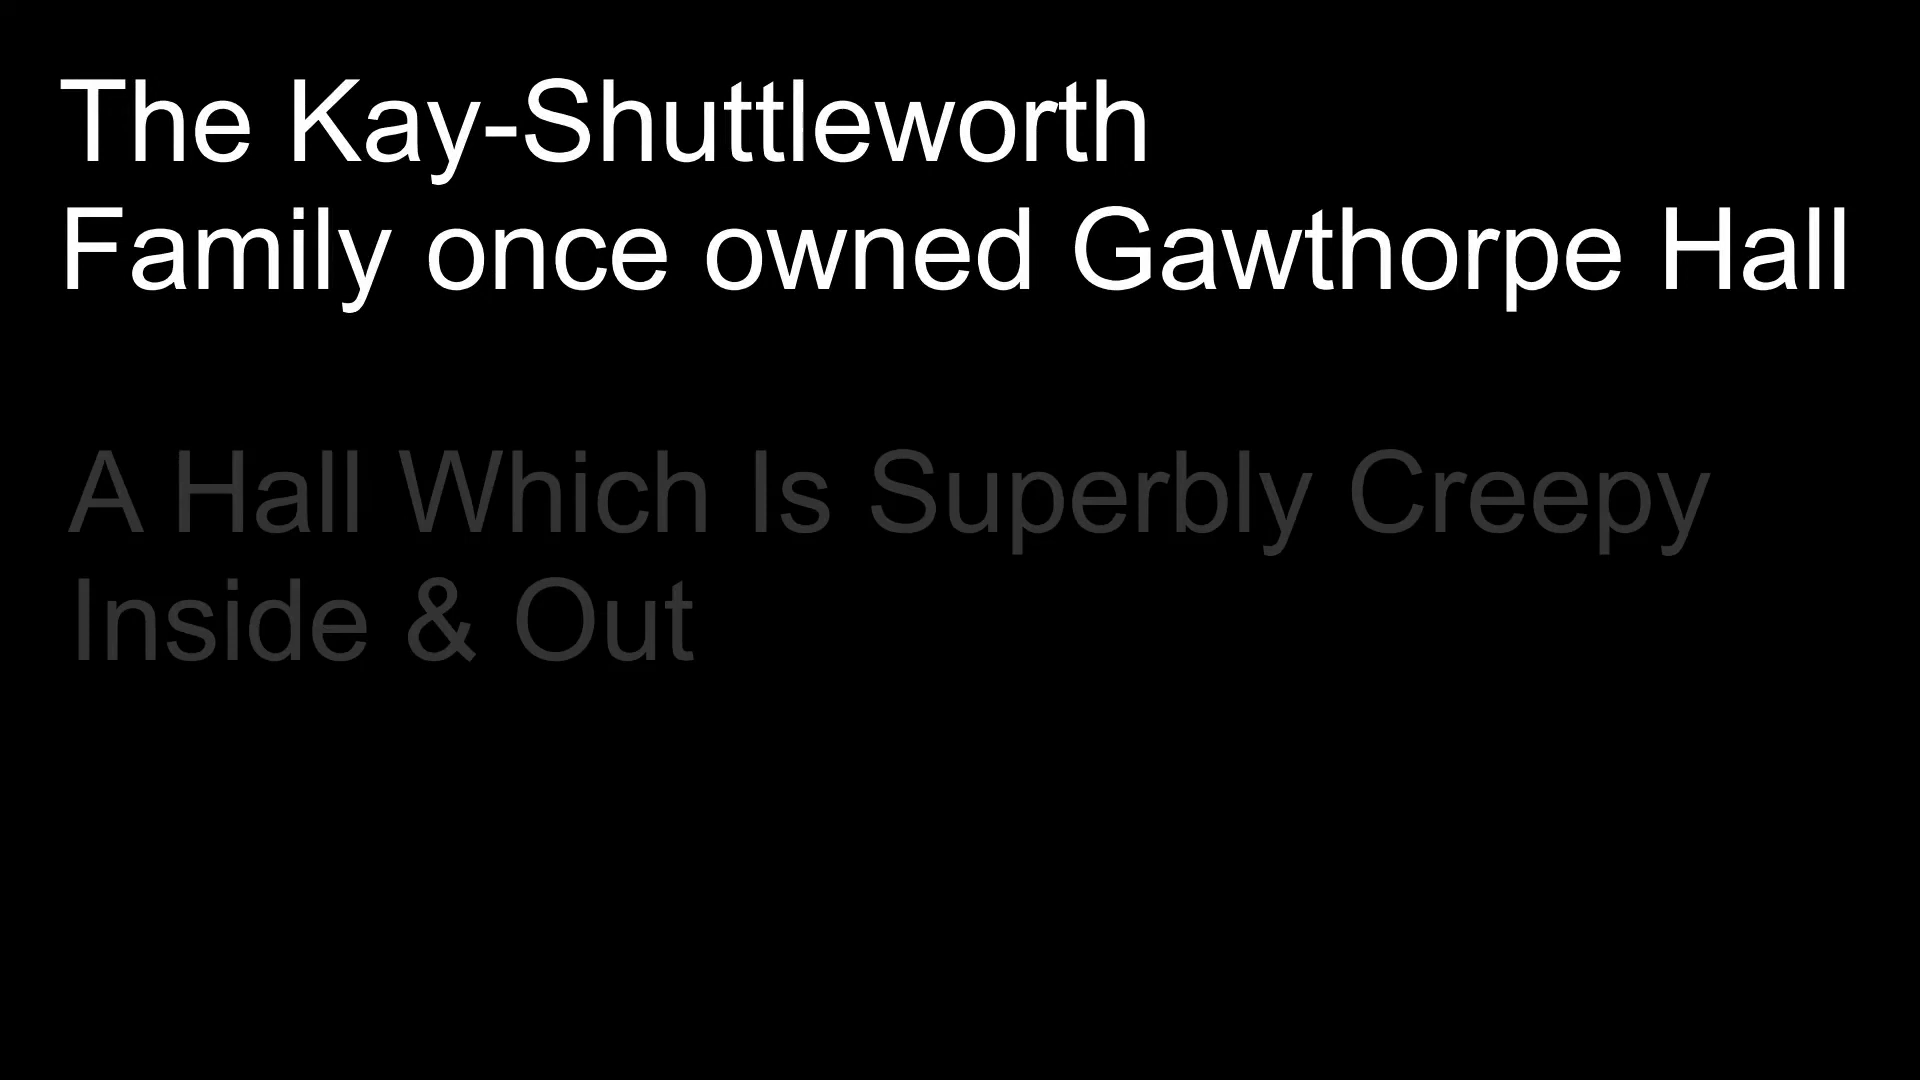 The Kay-Shuttleworth
Family once owned Gawthorpe Hall
A Hall Which Is Superbly Creepy
Inside & Out